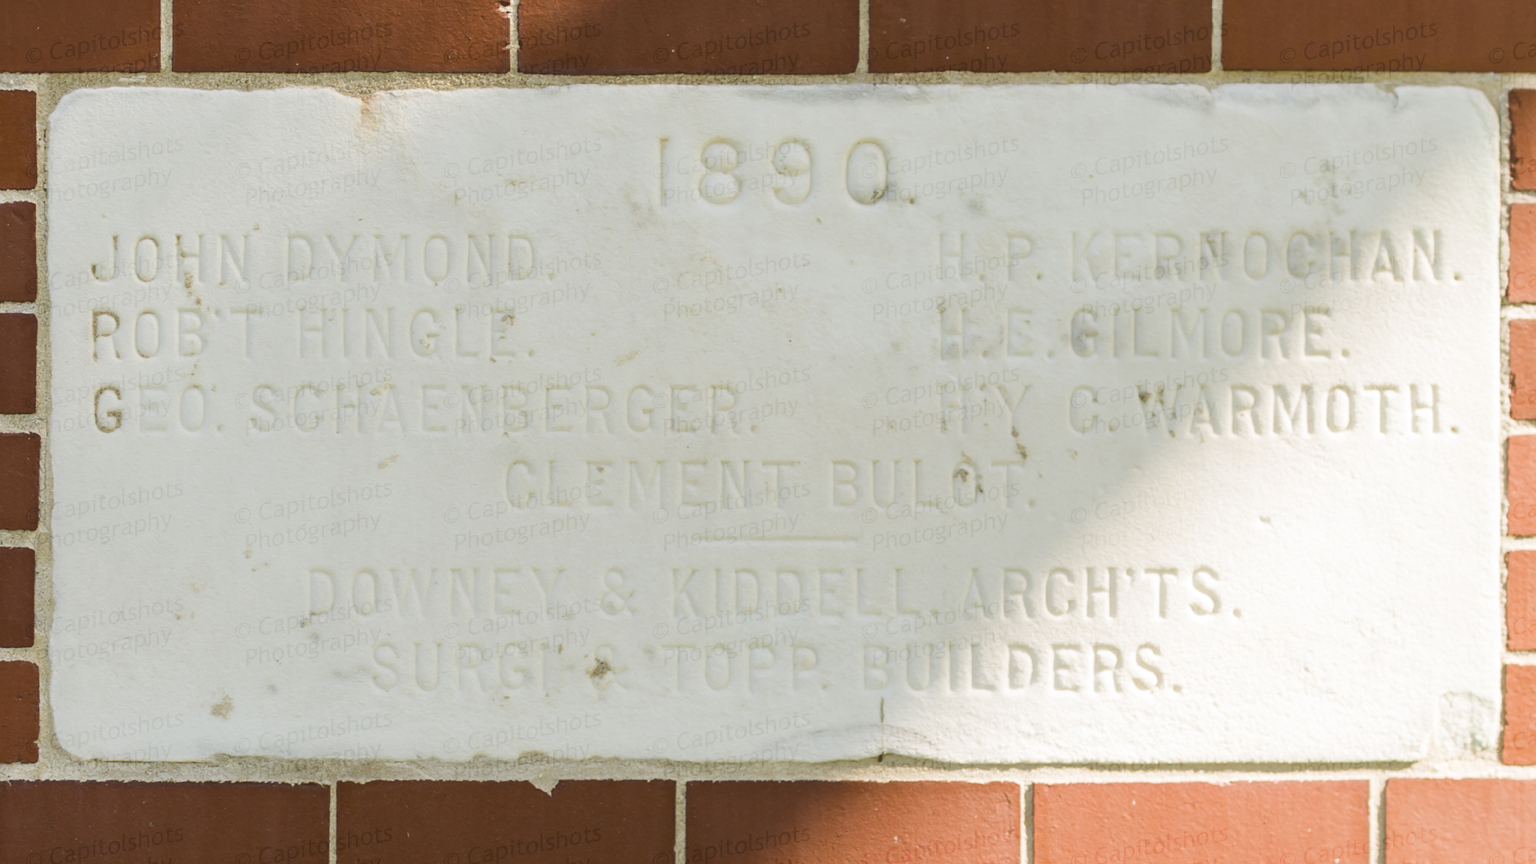 1890.
JOHN DYMOND. H. P. KERNOCHAN.
ROB'T HINGLE. H. E. GILMORE.
GEO. SCHAENBERGER. H'Y C. WARMOTH.
CLEMENT BULOT.
DOWNEY & KIDDELL, ARCH'TS.
SURGI & TOPP. BUILDERS.
© Capitolshots
Photography